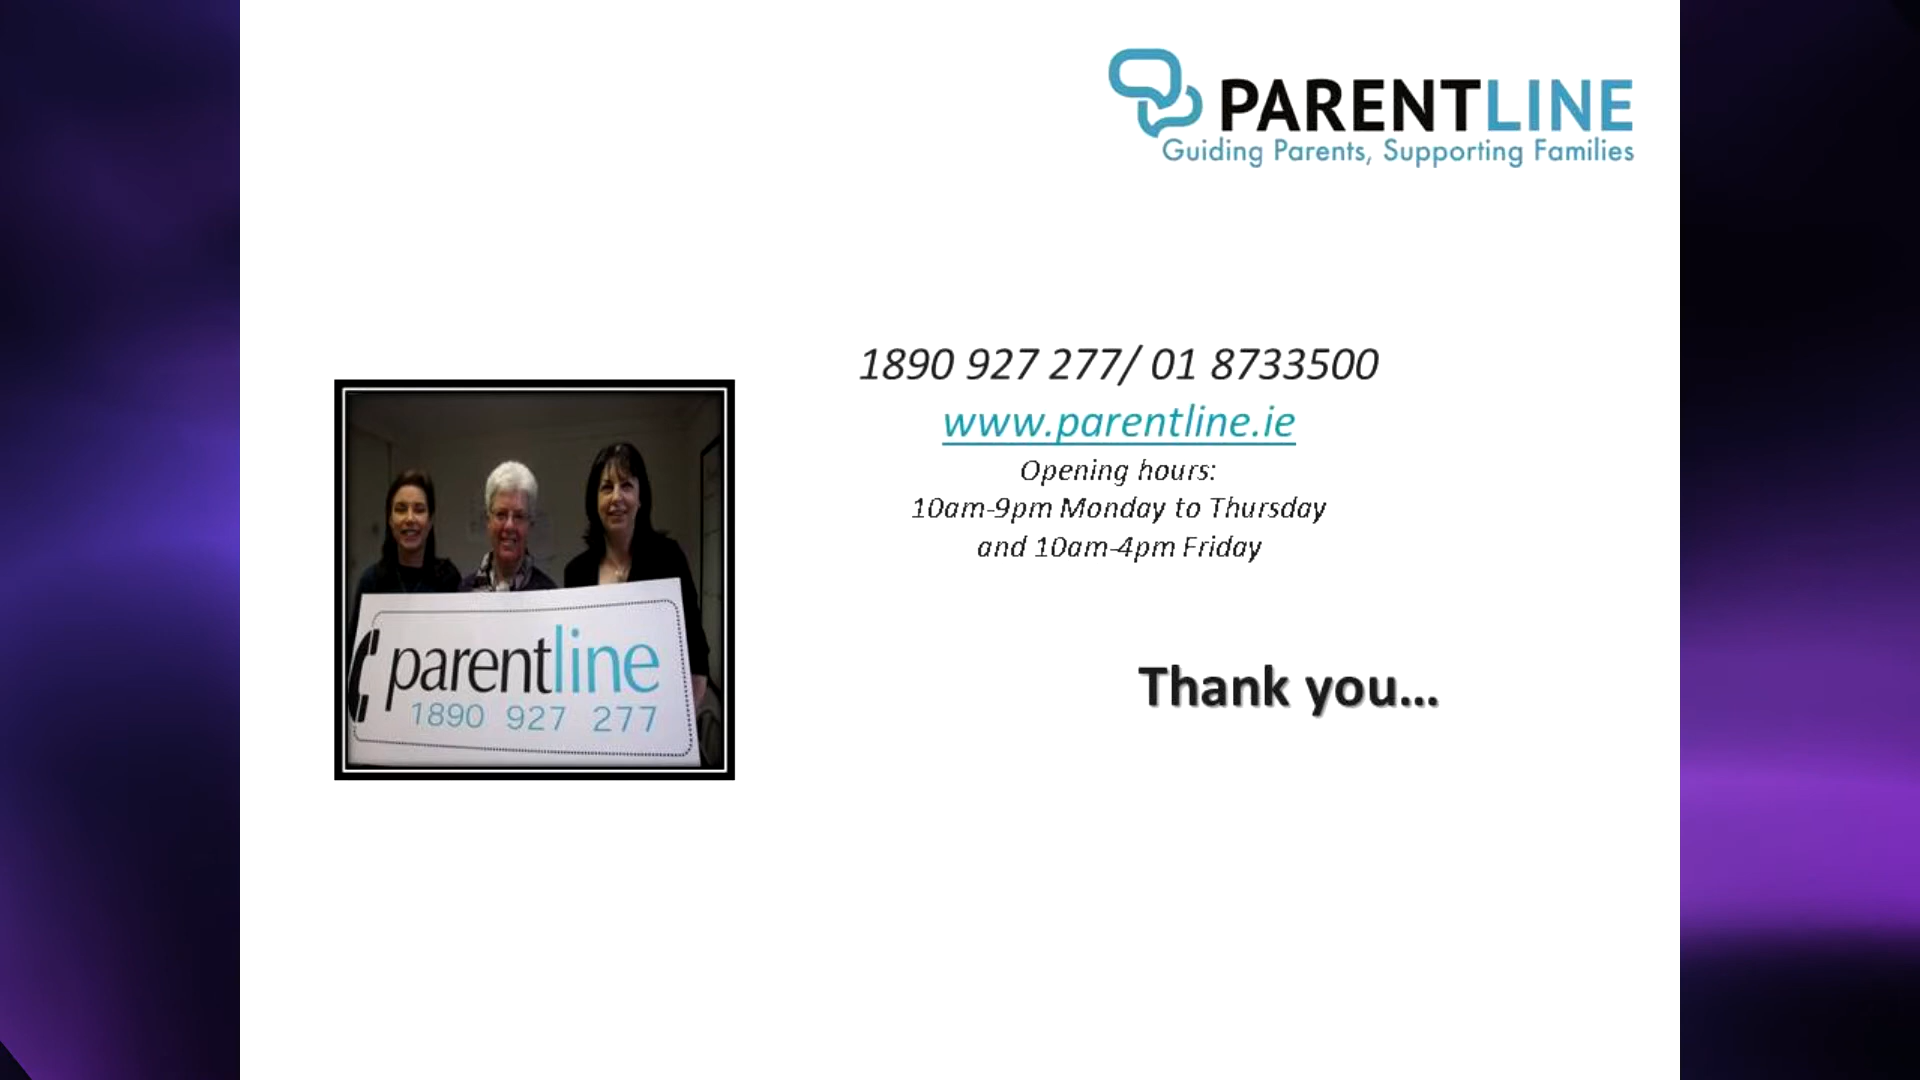 PARENTLINE
Guiding Parents, Supporting Families
1890 927 277/ 01 8733500
www.parentline.ie
Opening hours:
10am-9pm Monday to Thursday
and 10am-4pm Friday
parentline
1890 927 277
Thank you...